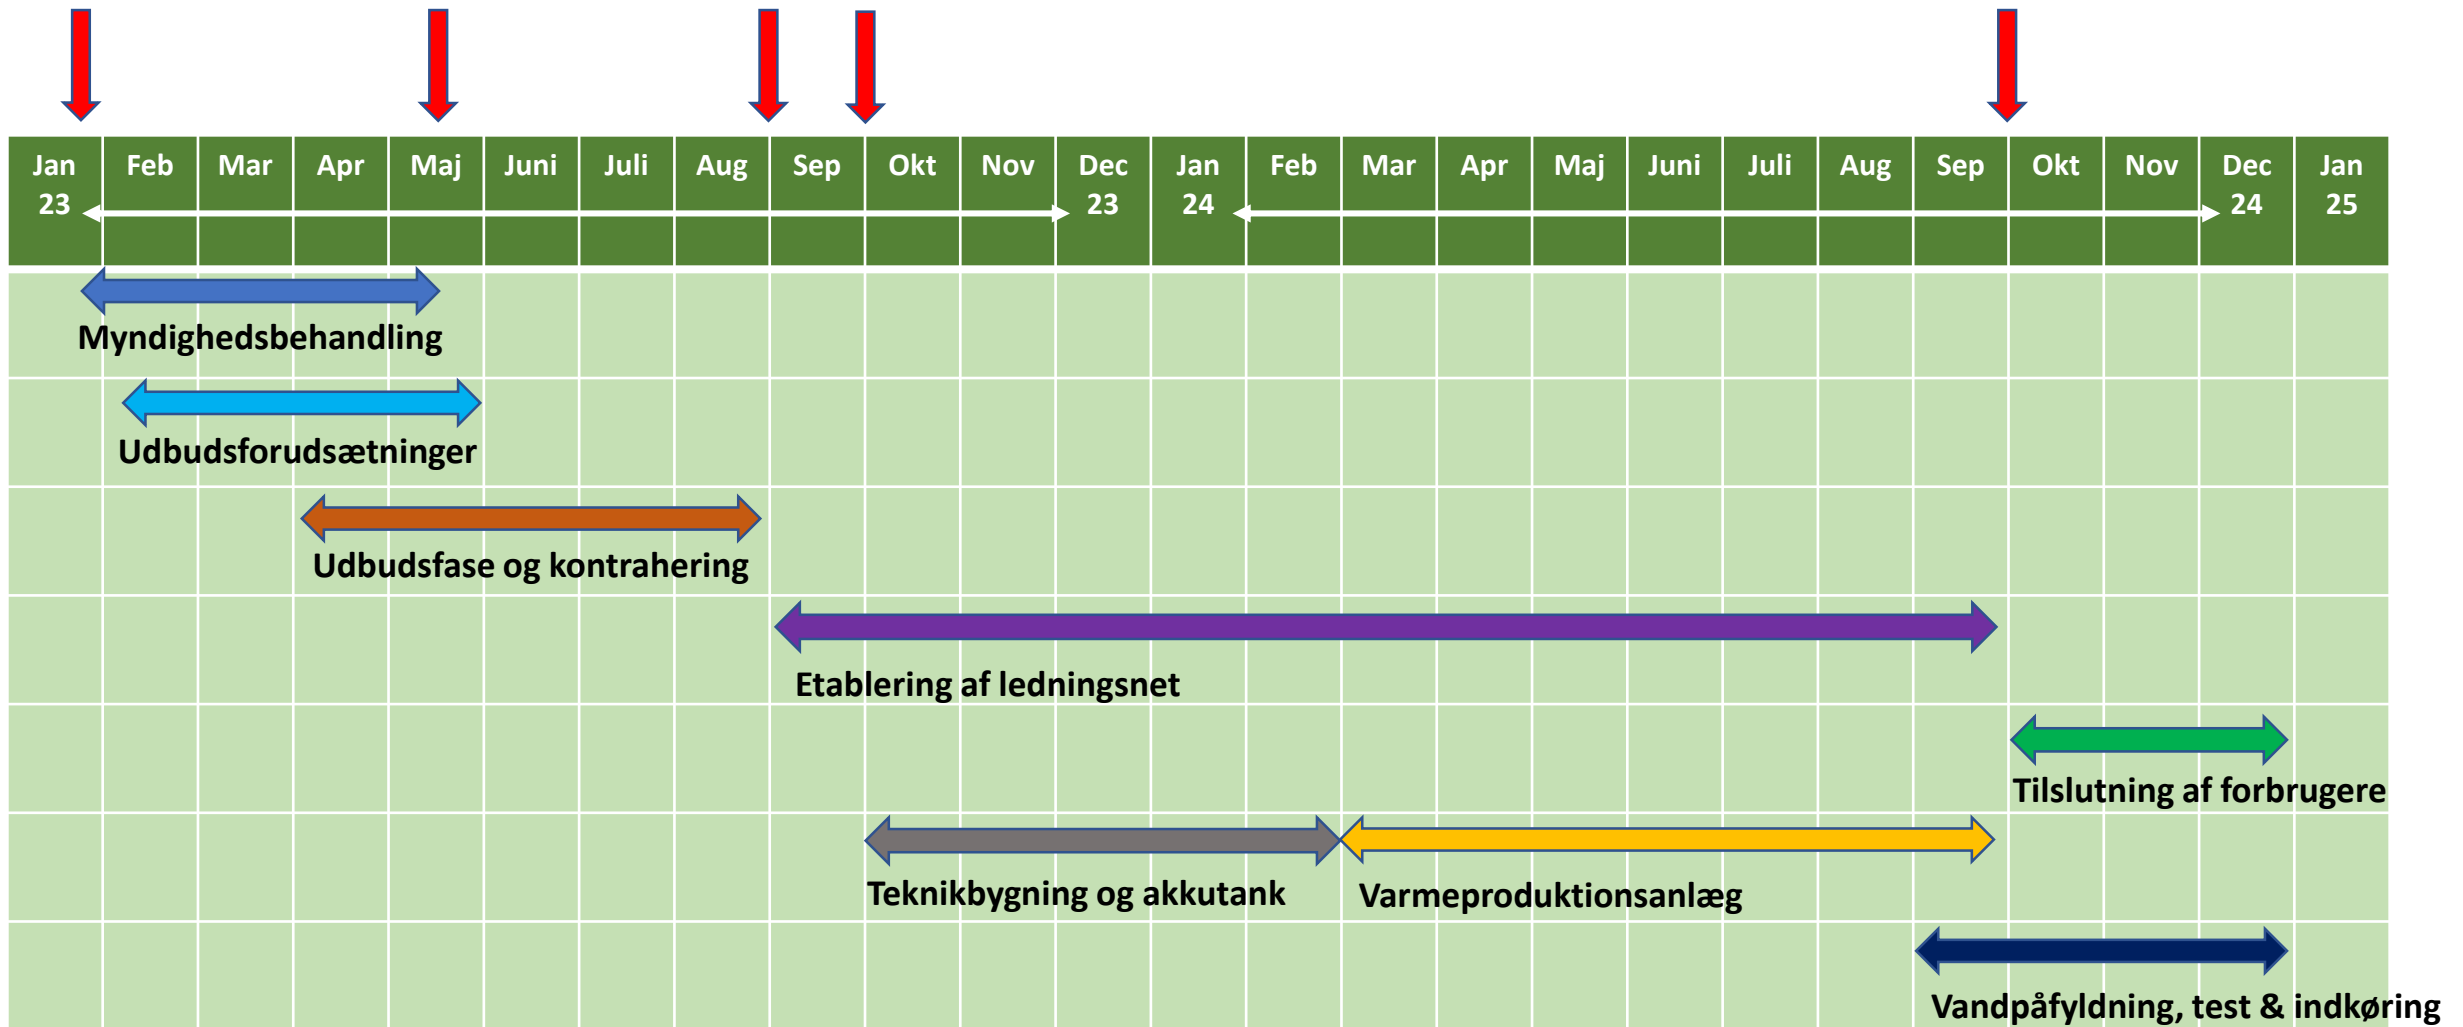 Jan Feb Mar Apr Maj Juni Juli Aug Sep Okt Nov Dec Jan Feb Mar Apr Maj Juni Juli Aug Sep Okt Nov Dec Jan
23 23 24 24 25
Myndighedsbehandling
Udbudsforudsætninger
Udbudsfase og kontrahering
Etablering af ledningsnet
Tilslutning af forbrugere
Teknikbygning og akkutank Varmeproduktionsanlæg
Vandpåfyldning, test & indkøring